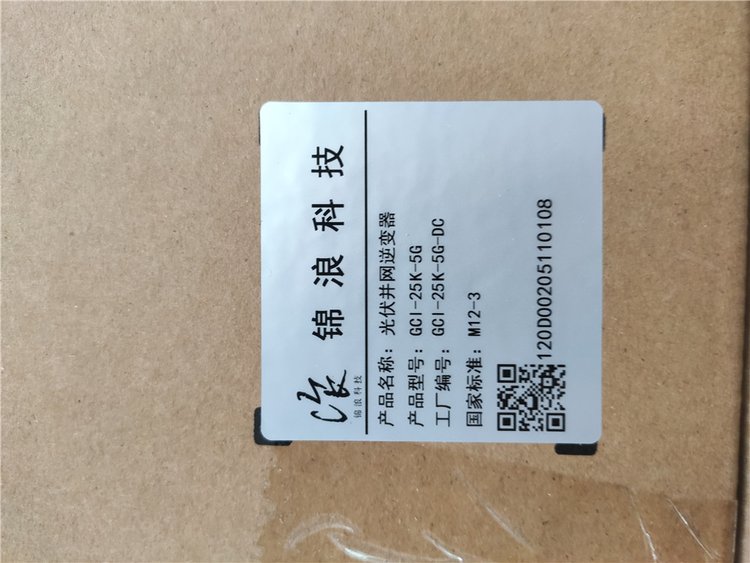 锦浪科技
锦浪科技
产品名称：光伏并网逆变器
产品型号：GCI-25K-5G
工厂编号：GCI-25K-5G-DC
国家标准：M12-3
120D00205110108